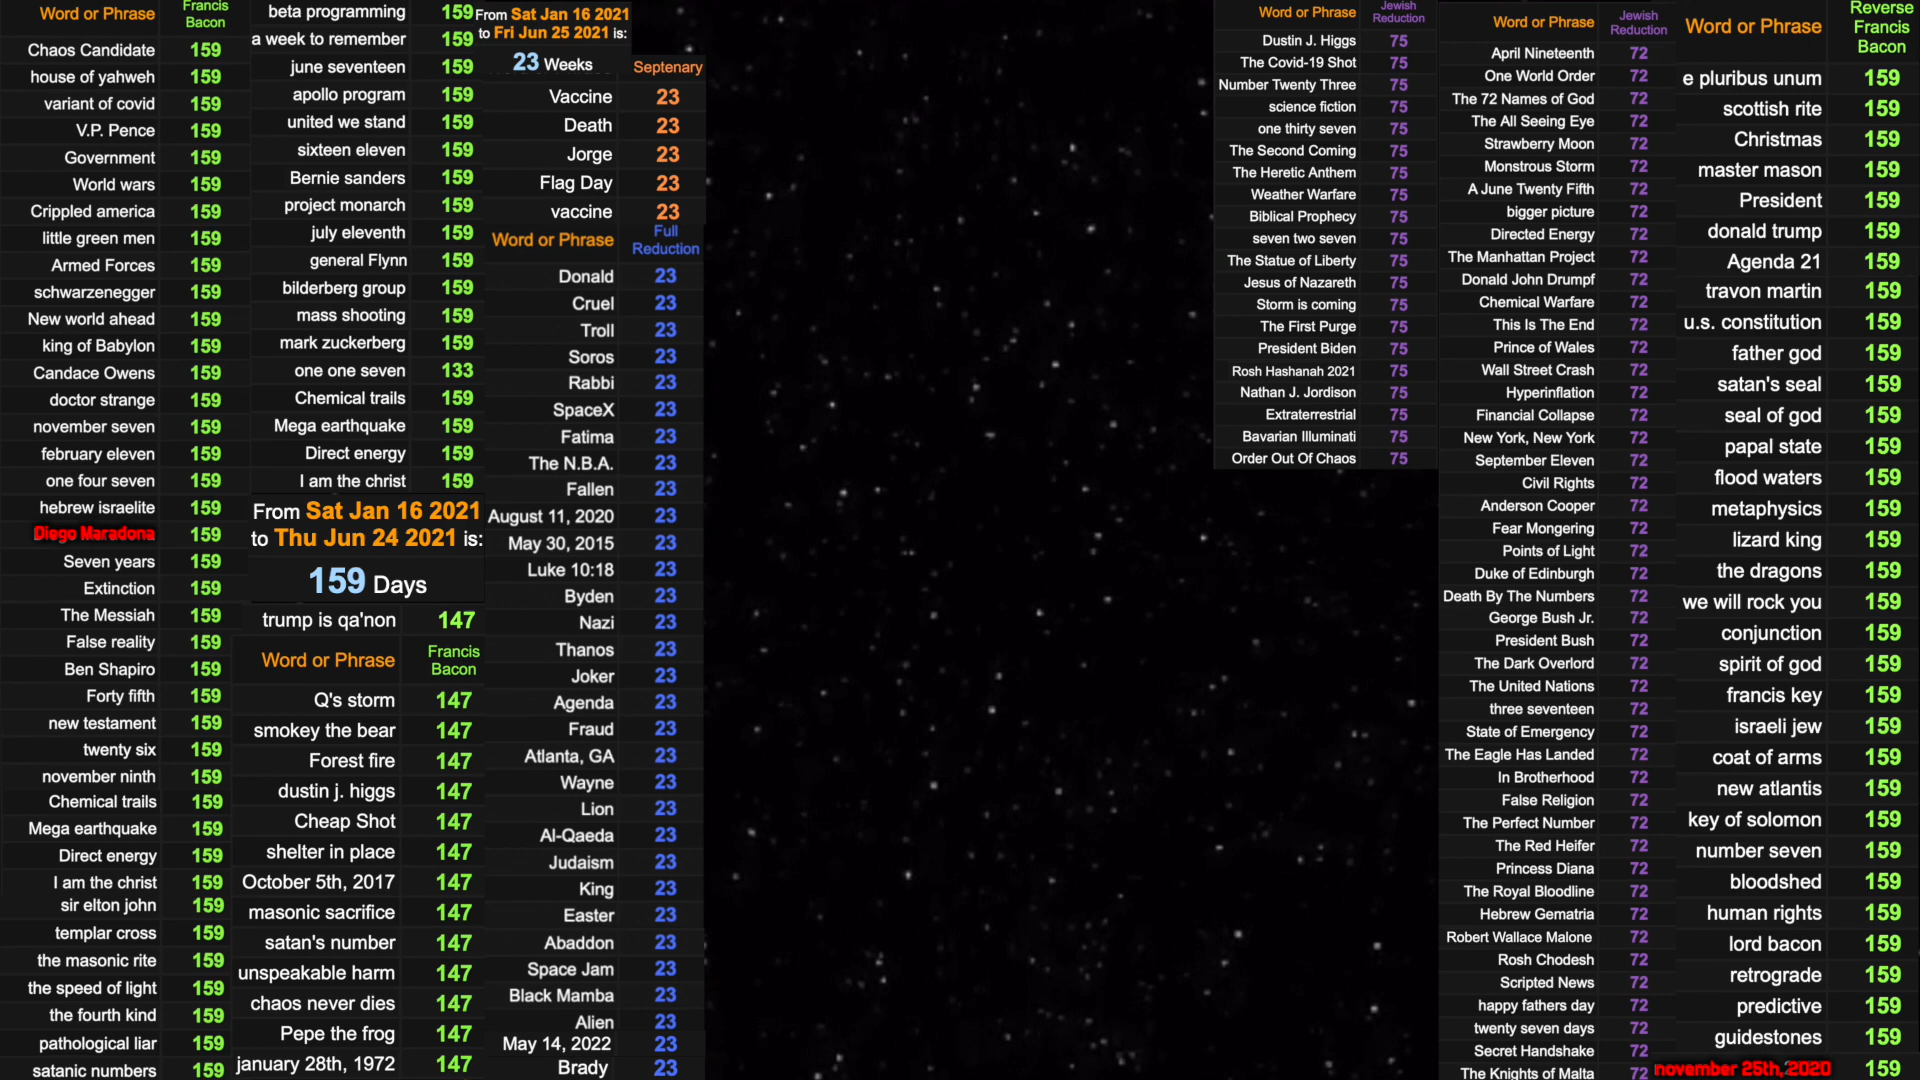 Word or Phrase Francis Bacon
Chaos Candidate 159
house of yahweh 159
variant of covid 159
V.P. Pence 159
Government 159
World wars 159
Crippled america 159
little green men 159
Armed Forces 159
schwarzenegger 159
New world ahead 159
king of Babylon 159
Candace Owens 159
doctor strange 159
november seven 159
february eleven 159
one four seven 159
hebrew israelite 159
Diego Maradona 159
Seven years 159
Extinction 159
The Messiah 159
False reality 159
Ben Shapiro 159
Forty fifth 159
new testament 159
twenty six 159
november ninth 159
Chemical trails 159
Mega earthquake 159
Direct energy 159
I am the christ 159
sir elton john 159
templar cross 159
the masonic rite 159
the speed of light 159
the fourth kind 159
pathological liar 159
satanic numbers 159
beta programming 159
a week to remember 159
june seventeen 159
apollo program 159
united we stand 159
sixteen eleven 159
Bernie sanders 159
project monarch 159
july eleventh 159
general Flynn 159
bilderberg group 159
mass shooting 159
mark zuckerberg 159
one one seven 133
Chemical trails 159
Mega earthquake 159
Direct energy 159
I am the christ 159
From Sat Jan 16 2021
to Thu Jun 24 2021 is:
159 Days
trump is qa'non 147
Word or Phrase Francis Bacon
Q's storm 147
smokey the bear 147
Forest fire 147
dustin j. higgs 147
Cheap Shot 147
shelter in place 147
October 5th, 2017 147
masonic sacrifice 147
satan's number 147
unspeakable harm 147
chaos never dies 147
Pepe the frog 147
january 28th, 1972 147
From Sat Jan 16 2021
to Fri Jun 25 2021 is:
23 Weeks
Septenary
Vaccine 23
Death 23
Jorge 23
Flag Day 23
vaccine 23
Word or Phrase Full Reduction
Donald 23
Cruel 23
Troll 23
Soros 23
Rabbi 23
SpaceX 23
Fatima 23
The N.B.A. 23
Fallen 23
August 11, 2020 23
May 30, 2015 23
Luke 10:18 23
Byden 23
Nazi 23
Thanos 23
Joker 23
Agenda 23
Fraud 23
Atlanta, GA 23
Wayne 23
Lion 23
Al-Qaeda 23
Judaism 23
King 23
Easter 23
Abaddon 23
Space Jam 23
Black Mamba 23
Alien 23
May 14, 2022 23
Brady 23
Word or Phrase Jewish Reduction
Dustin J. Higgs 75
The Covid-19 Shot 75
Number Twenty Three 75
science fiction 75
one thirty seven 75
The Second Coming 75
The Heretic Anthem 75
Weather Warfare 75
Biblical Prophecy 75
seven two seven 75
The Statue of Liberty 75
Jesus of Nazareth 75
Storm is coming 75
The First Purge 75
President Biden 75
Rosh Hashanah 2021 75
Nathan J. Jordison 75
Extraterrestrial 75
Bavarian Illuminati 75
Order Out Of Chaos 75
Word or Phrase Jewish Reduction
April Nineteenth 72
One World Order 72
The 72 Names of God 72
The All Seeing Eye 72
Strawberry Moon 72
Monstrous Storm 72
A June Twenty Fifth 72
bigger picture 72
Directed Energy 72
The Manhattan Project 72
Donald John Drumpf 72
Chemical Warfare 72
This Is The End 72
Prince of Wales 72
Wall Street Crash 72
Hyperinflation 72
Financial Collapse 72
New York, New York 72
September Eleven 72
Civil Rights 72
Anderson Cooper 72
Fear Mongering 72
Points of Light 72
Duke of Edinburgh 72
Death By The Numbers 72
George Bush Jr. 72
President Bush 72
The Dark Overlord 72
The United Nations 72
three seventeen 72
State of Emergency 72
The Eagle Has Landed 72
In Brotherhood 72
False Religion 72
The Perfect Number 72
The Red Heifer 72
Princess Diana 72
The Royal Bloodline 72
Hebrew Gematria 72
Robert Wallace Malone 72
Rosh Chodesh 72
Scripted News 72
happy fathers day 72
twenty seven days 72
Secret Handshake 72
The Knights of Malta 72
Word or Phrase Reverse Francis Bacon
e pluribus unum 159
scottish rite 159
Christmas 159
master mason 159
President 159
donald trump 159
Agenda 21 159
travon martin 159
u.s. constitution 159
father god 159
satan's seal 159
seal of god 159
papal state 159
flood waters 159
metaphysics 159
lizard king 159
the dragons 159
we will rock you 159
conjunction 159
spirit of god 159
francis key 159
israeli jew 159
coat of arms 159
new atlantis 159
key of solomon 159
number seven 159
bloodshed 159
human rights 159
lord bacon 159
retrograde 159
predictive 159
guidestones 159
november 25th, 2020 159